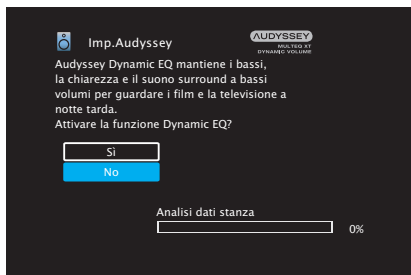 Imp.Audyssey
AUDYSSEY
MULTEQ XT
DYNAMIC VOLUME
Audyssey Dynamic EQ mantiene i bassi,
la chiarezza e il suono surround a bassi
volumi per guardare i film e la televisione a
notte tarda.
Attivare la funzione Dynamic EQ?
Sì
No
Analisi dati stanza
0%